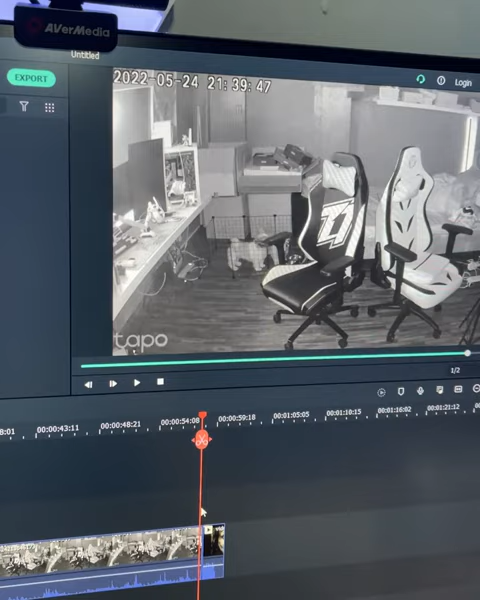 AVerMedia
Untitled
EXPORT
Login
2022-05-24 21:39:47
tapo
1/2
00:00:43:11
00:00:48:21
00:00:54:08
00:00:59:18
00:01:05:05
00:01:10:15
00:01:16:02
00:01:21:12